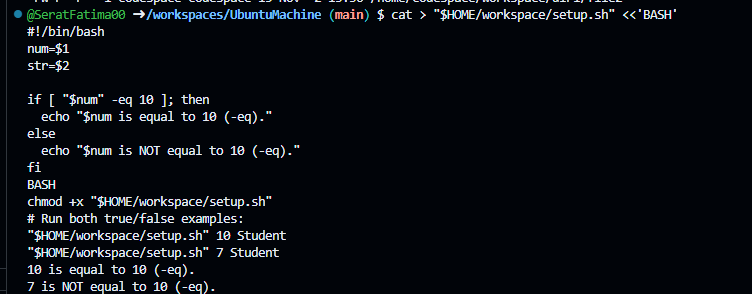 @SeratFatima00 ➜/workspaces/UbuntuMachine (main) $ cat > "$HOME/workspace/setup.sh" <<'BASH'
#!/bin/bash
num=$1
str=$2

if [ "$num" -eq 10 ]; then
  echo "$num is equal to 10 (-eq)."
else
  echo "$num is NOT equal to 10 (-eq)."
fi
BASH
chmod +x "$HOME/workspace/setup.sh"
# Run both true/false examples:
"$HOME/workspace/setup.sh" 10 Student
"$HOME/workspace/setup.sh" 7 Student
10 is equal to 10 (-eq).
7 is NOT equal to 10 (-eq).